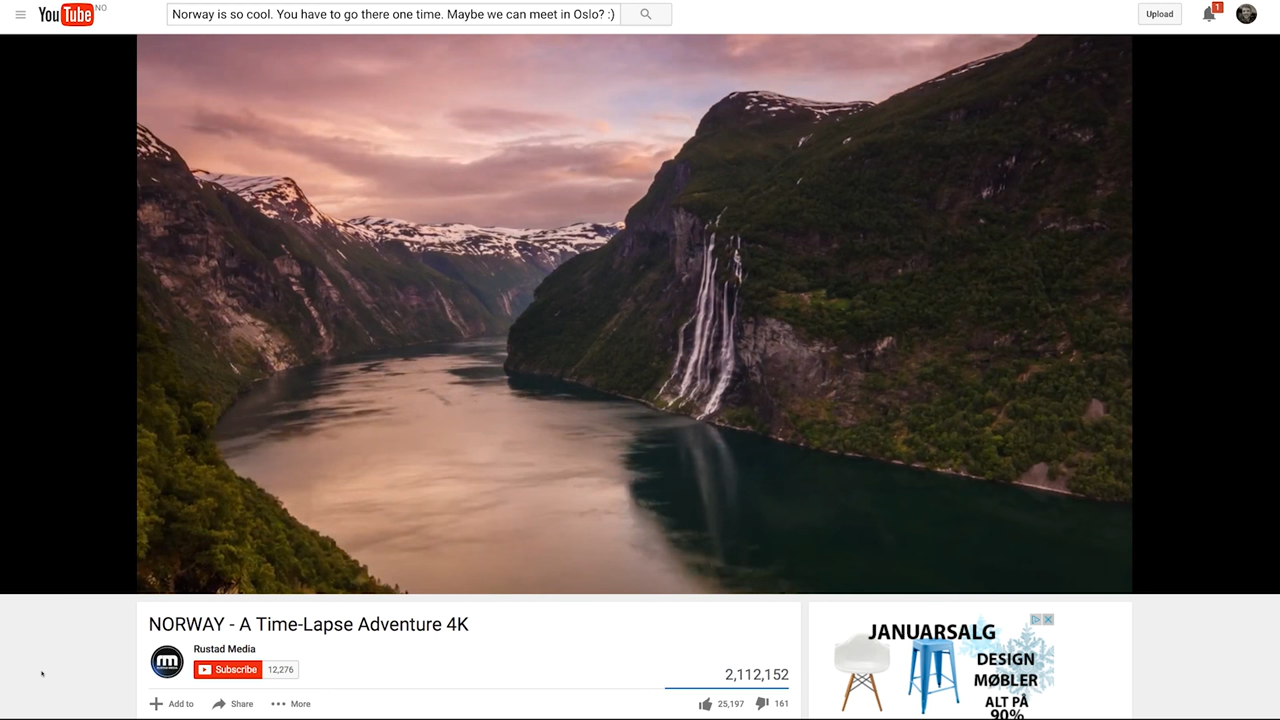 YouTube NO
Norway is so cool. You have to go there one time. Maybe we can meet in Oslo? :)
Upload
1
NORWAY - A Time-Lapse Adventure 4K
Rustad Media
Subscribe 12,276
2,112,152
Add to Share More
25,197 161
JANUARSALG
DESIGN
MØBLER
ALT PÅ
90%